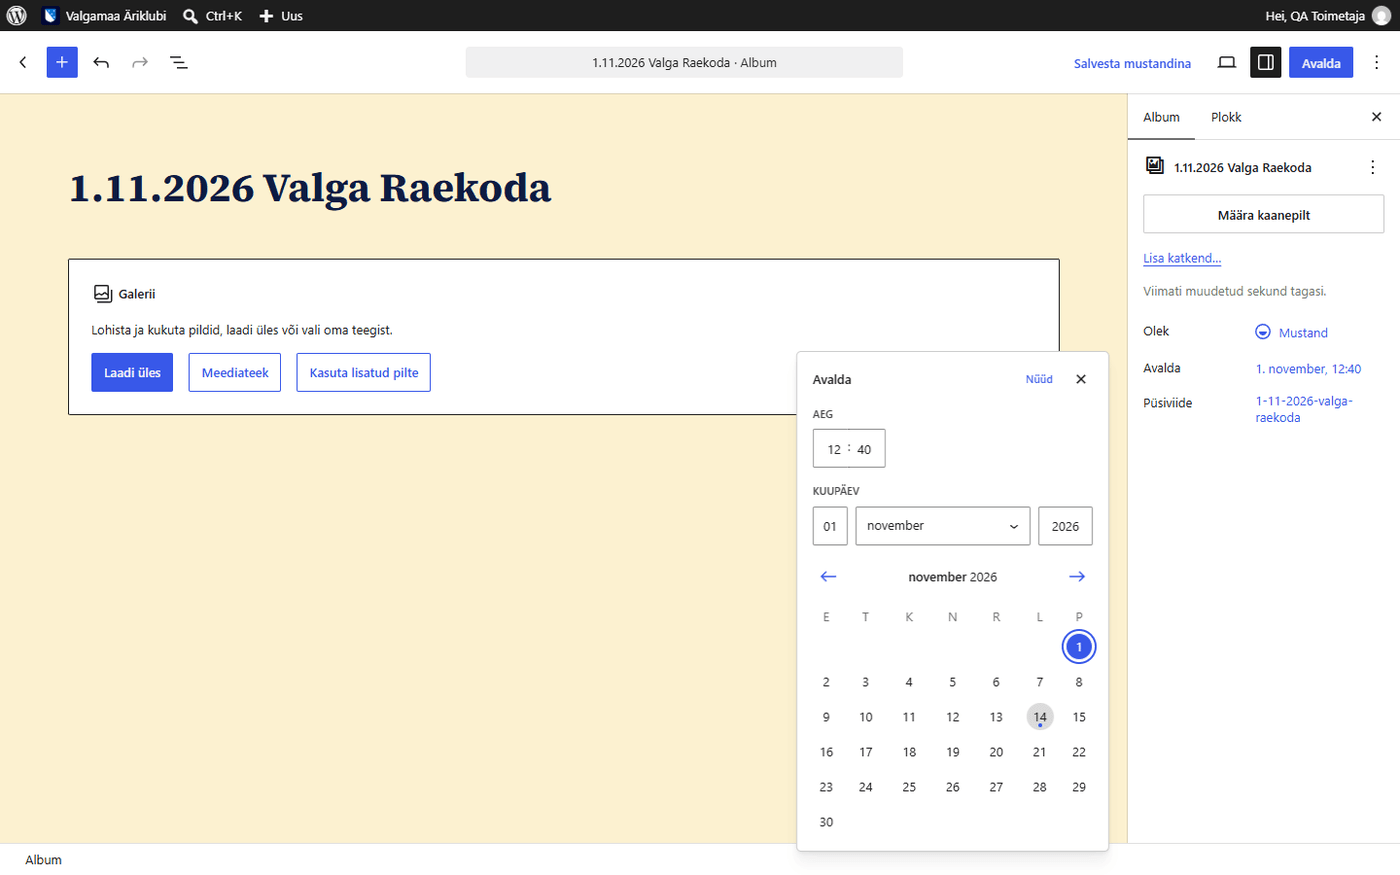 Valgamaa Äriklubi Ctrl+K Uus Hei, QA Toimetaja
1.11.2026 Valga Raekoda · Album
Salvesta mustandina Avalda
Album Plokk
1.11.2026 Valga Raekoda
1.11.2026 Valga Raekoda
Määra kaanepilt
Lisa katkend...
Viimati muudetud sekund tagasi.
Olek Mustand
Avalda 1. november, 12:40
Püsiviide 1-11-2026-valga-
raekoda
Galerii
Lohista ja kukuta pildid, laadi üles või vali oma teegist.
Laadi üles Meediateek Kasuta lisatud pilte
Avalda Nüüd
AEG
12 : 40
KUUPÄEV
01 november 2026
november 2026
E T K N R L P
1
2 3 4 5 6 7 8
9 10 11 12 13 14 15
16 17 18 19 20 21 22
23 24 25 26 27 28 29
30
Album